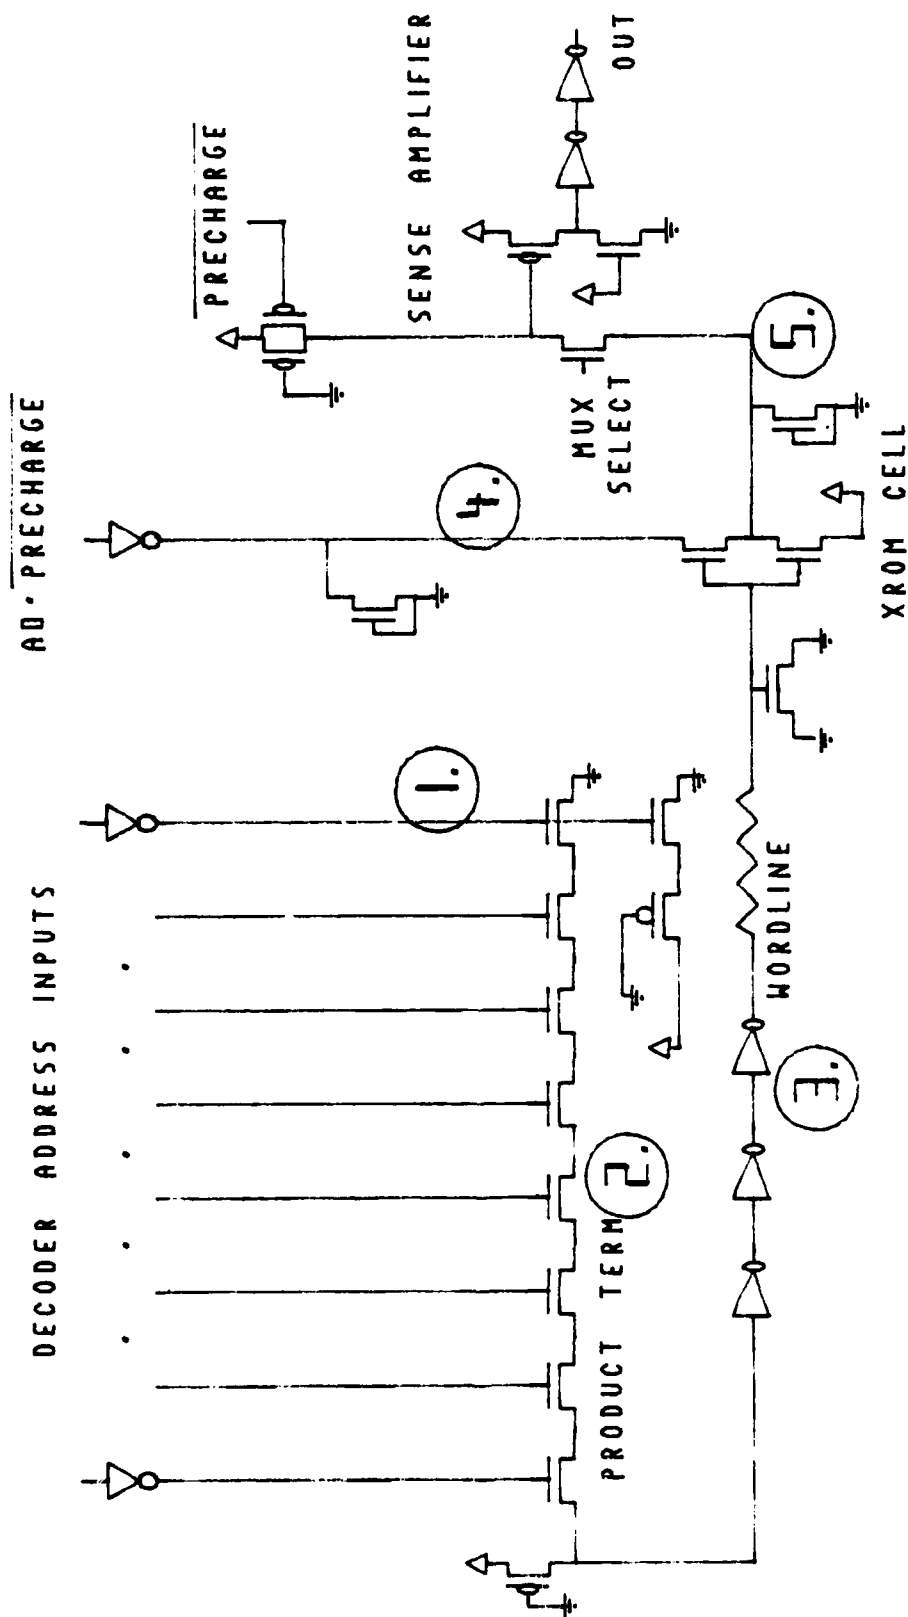 DECODER ADDRESS INPUTS
. . . . .
AD • PRECHARGE
PRECHARGE
SENSE AMPLIFIER
OUT
1.
4.
MUX
SELECT
5.
2.
PRODUCT TERM
WORDLINE
3.
XROM CELL